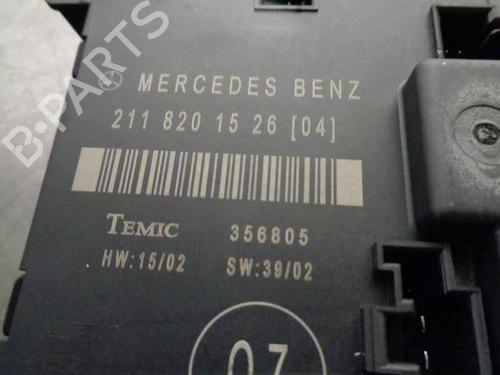 B-PARTS
MERCEDES BENZ
211 820 15 26 [04]
TEMIC 356805
HW:15/02 SW:39/02
07